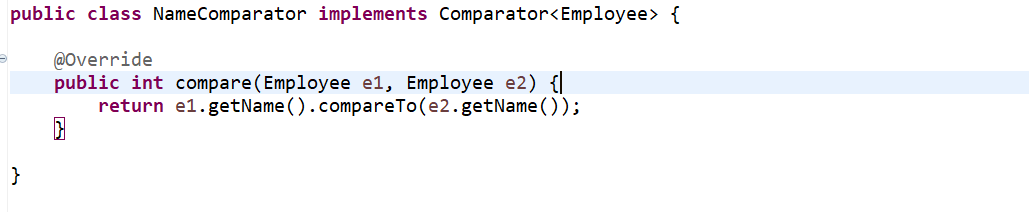 public class NameComparator implements Comparator<Employee> {
@Override
public int compare(Employee e1, Employee e2) {
return e1.getName().compareTo(e2.getName());
}
}